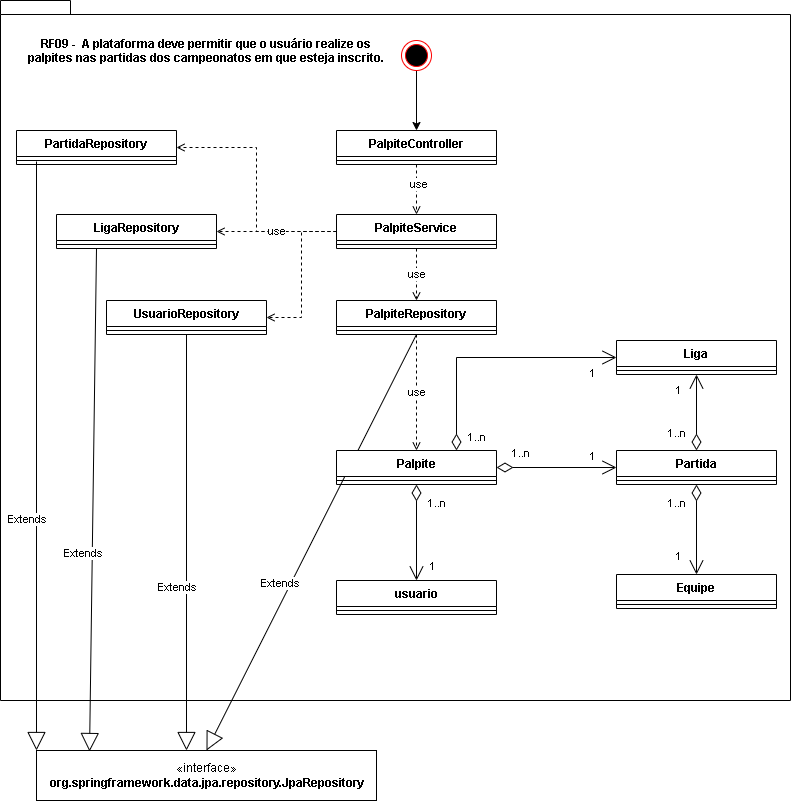 RF09 - A plataforma deve permitir que o usuário realize os
palpites nas partidas dos campeonatos em que esteja inscrito.
PartidaRepository
PalpiteController
use
LigaRepository
use
PalpiteService
use
UsuarioRepository
PalpiteRepository
Liga
1
use
1
1..n
1..n
Palpite
1..n
1
Partida
1..n
1..n
Extends
Extends
1
1
Extends
Extends
usuario
Equipe
«interface»
org.springframework.data.jpa.repository.JpaRepository